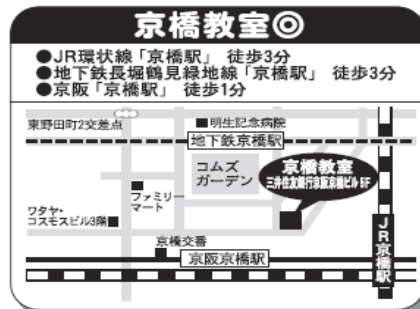 京橋教室◎
●JR環状線「京橋駅」 徒歩3分
●地下鉄長堀鶴見緑地線「京橋駅」 徒歩3分
●京阪「京橋駅」 徒歩1分
東野田町2交差点
■明生記念病院
地下鉄京橋駅
コムズ
ガーデン
京橋教室
三井住友銀行京阪京橋ビル5F
ファミリー
マート
ワタヤ・
コスモスビル3階■
京橋交番
京阪京橋駅
JR京橋駅